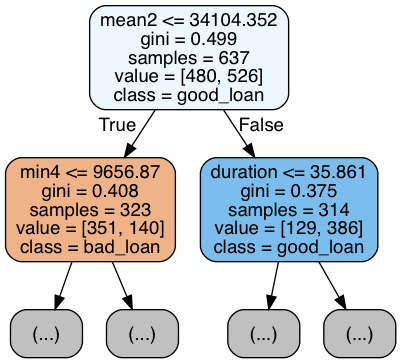 mean2 <= 34104.352
gini = 0.499
samples = 637
value = [480, 526]
class = good_loan
True
False
min4 <= 9656.87
gini = 0.408
samples = 323
value = [351, 140]
class = bad_loan
duration <= 35.861
gini = 0.375
samples = 314
value = [129, 386]
class = good_loan
(...)
(...)
(...)
(...)